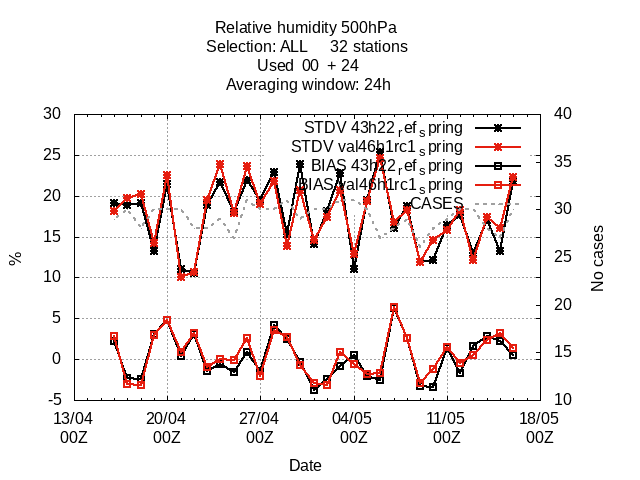 Relative humidity 500hPa
Selection: ALL 32 stations
Used 00 + 24
Averaging window: 24h
30
25
20
15
10
5
0
-5
40
35
30
25
20
15
10
%
No cases
STDV 43h22_ref_spring
STDV val46h1rc1_spring
BIAS 43h22_ref_spring
BIAS val46h1rc1_spring
CASES
13/04 20/04 27/04 04/05 11/05 18/05
00Z 00Z 00Z 00Z 00Z 00Z
Date